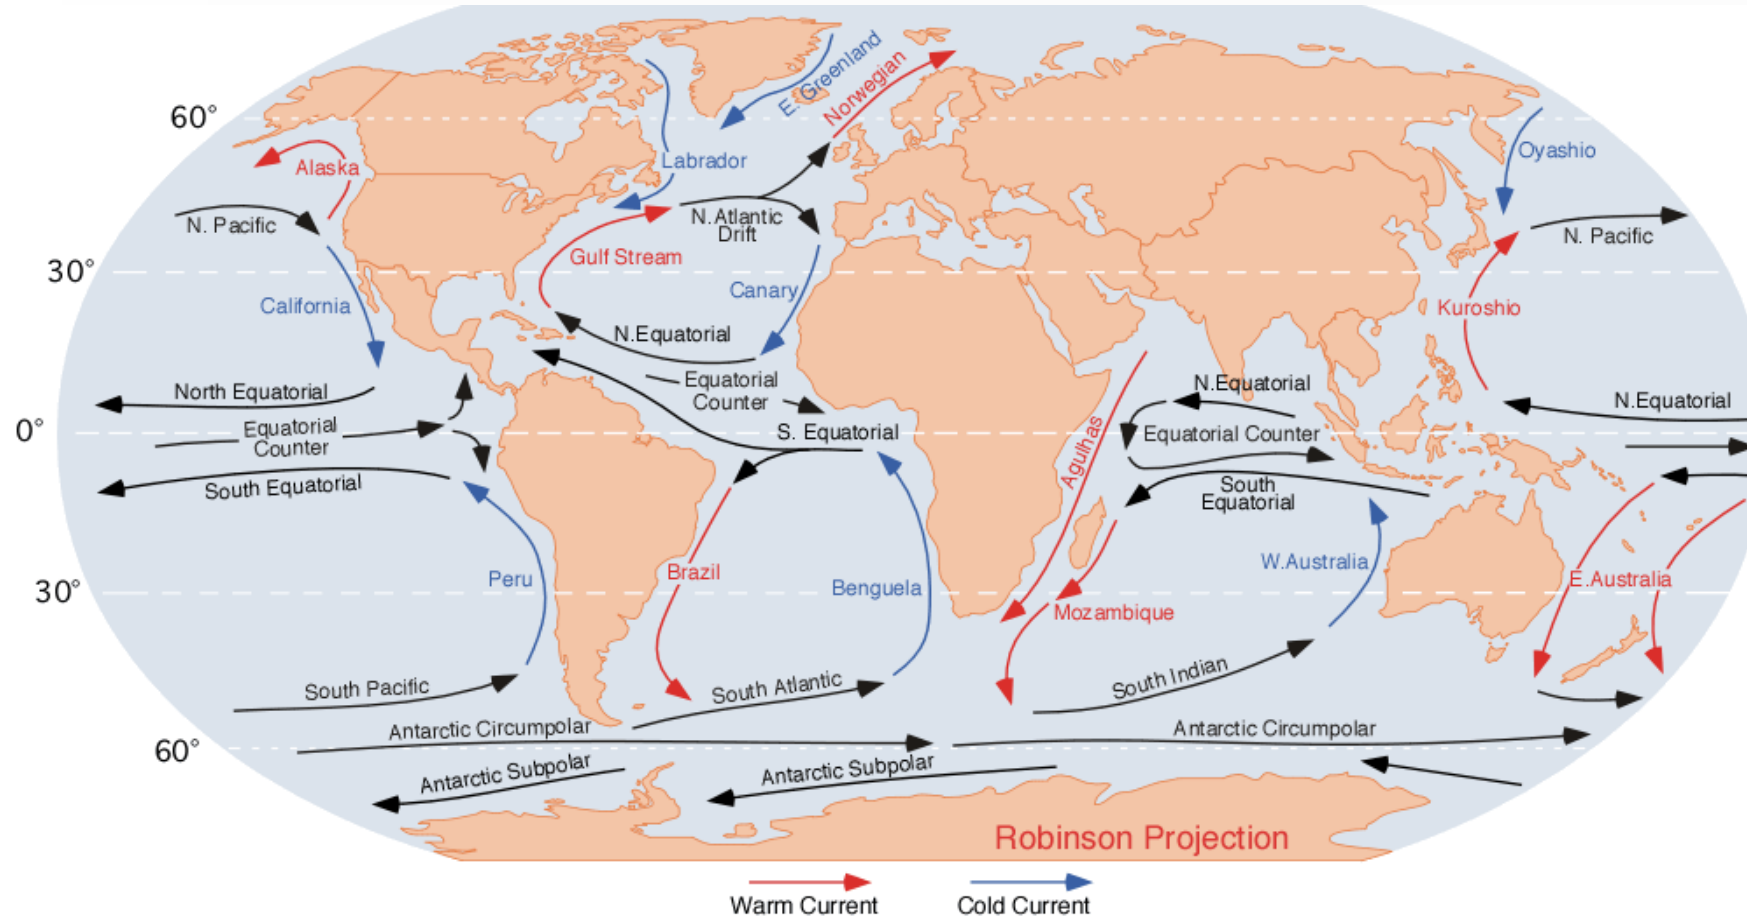 E. Greenland
Norwegian
60°
Labrador
Oyashio
Alaska
N. Pacific
N.Atlantic
Drift
N. Pacific
Gulf Stream
30°
Canary
California
Kuroshio
N.Equatorial
North Equatorial
Equatorial
Counter
N.Equatorial
N.Equatorial
0°
Equatorial
Counter
S. Equatorial
Agulhas
Equatorial Counter
South Equatorial
South
Equatorial
Peru
Brazil
Benguela
W.Australia
E.Australia
30°
Mozambique
South Pacific
South Atlantic
South Indian
Antarctic Circumpolar
Antarctic Circumpolar
60°
Antarctic Subpolar
Antarctic Subpolar
Robinson Projection
Warm Current
Cold Current